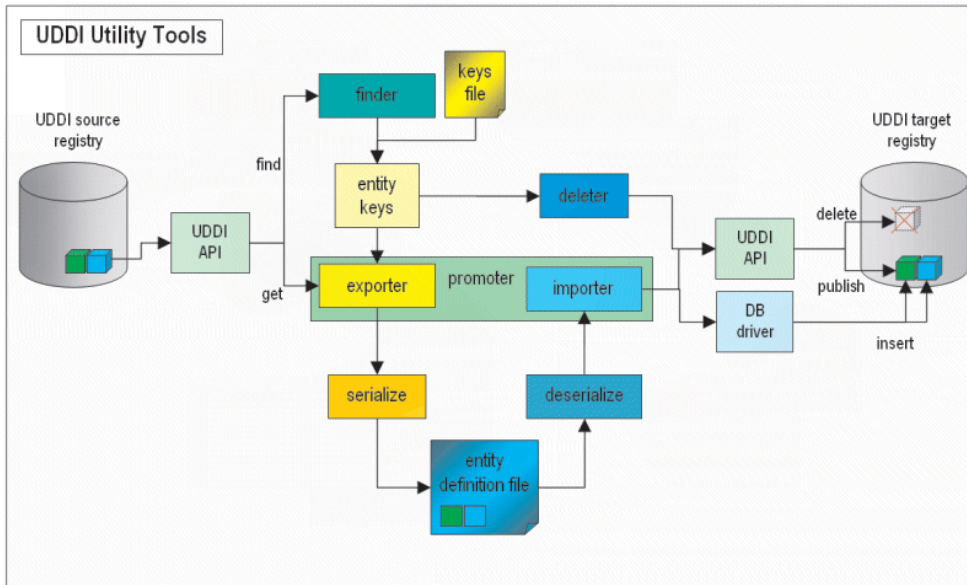 UDDI Utility Tools
keys
file
finder
UDDI source
registry
UDDI target
registry
find
entity
keys
deleter
delete
UDDI
API
UDDI
API
get
exporter
promoter
importer
publish
DB
driver
insert
serialize
deserialize
entity
definition file